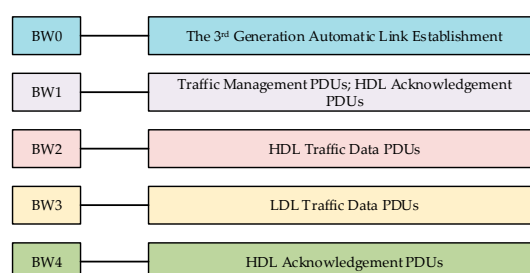 BW0
The 3rd Generation Automatic Link Establishment
BW1
Traffic Management PDUs; HDL Acknowledgement
PDUs
BW2
HDL Traffic Data PDUs
BW3
LDL Traffic Data PDUs
BW4
HDL Acknowledgement PDUs